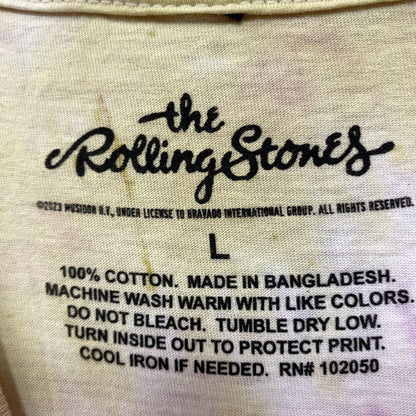 the
Rolling Stones
©2023 MUSIDOR B.V., UNDER LICENSE TO BRAVADO INTERNATIONAL GROUP. ALL RIGHTS RESERVED.
L
100% COTTON. MADE IN BANGLADESH.
MACHINE WASH WARM WITH LIKE COLORS.
DO NOT BLEACH. TUMBLE DRY LOW.
TURN INSIDE OUT TO PROTECT PRINT.
COOL IRON IF NEEDED. RN# 102050